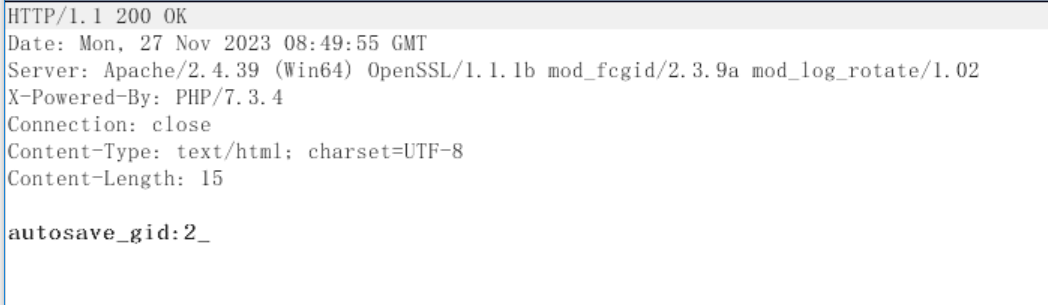 HTTP/1.1 200 OK
Date: Mon, 27 Nov 2023 08:49:55 GMT
Server: Apache/2.4.39 (Win64) OpenSSL/1.1.1b mod_fcgid/2.3.9a mod_log_rotate/1.02
X-Powered-By: PHP/7.3.4
Connection: close
Content-Type: text/html; charset=UTF-8
Content-Length: 15
autosave_gid:2_